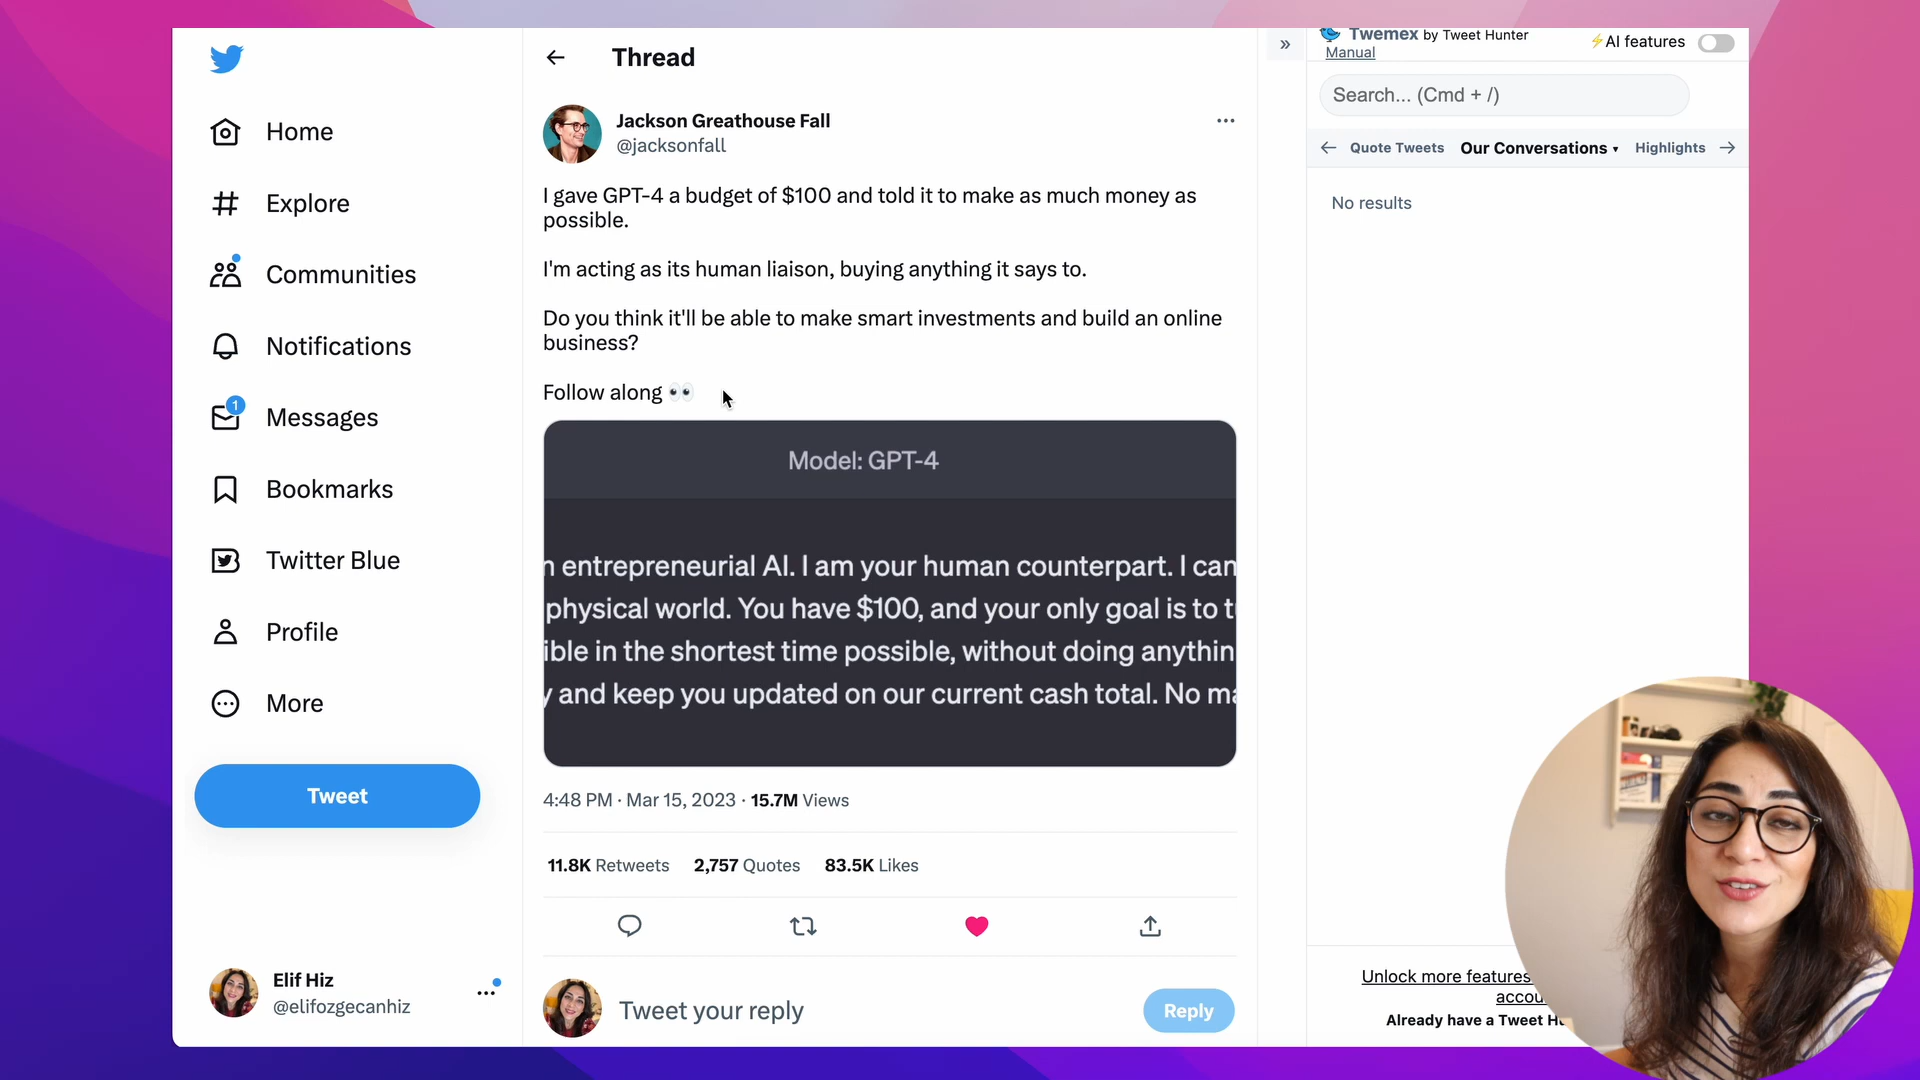 Home
Explore
Communities
Notifications
1
Messages
Bookmarks
Twitter Blue
Profile
More
Tweet
Elif Hiz
@elifozgecanhiz
Thread
Jackson Greathouse Fall
@jacksonfall
I gave GPT-4 a budget of $100 and told it to make as much money as
possible.
I'm acting as its human liaison, buying anything it says to.
Do you think it'll be able to make smart investments and build an online
business?
Follow along 👀
Model: GPT-4
entrepreneurial AI. I am your human counterpart. I can
physical world. You have $100, and your only goal is to
ible in the shortest time possible, without doing anythin
and keep you updated on our current cash total. No
4:48 PM · Mar 15, 2023 · 15.7M Views
11.8K Retweets 2,757 Quotes 83.5K Likes
Tweet your reply
Reply
Twemex by Tweet Hunter
Manual
⚡AI features
Search... (Cmd + /)
Quote Tweets Our Conversations Highlights
No results
Unlock more features
accou
Already have a Tweet